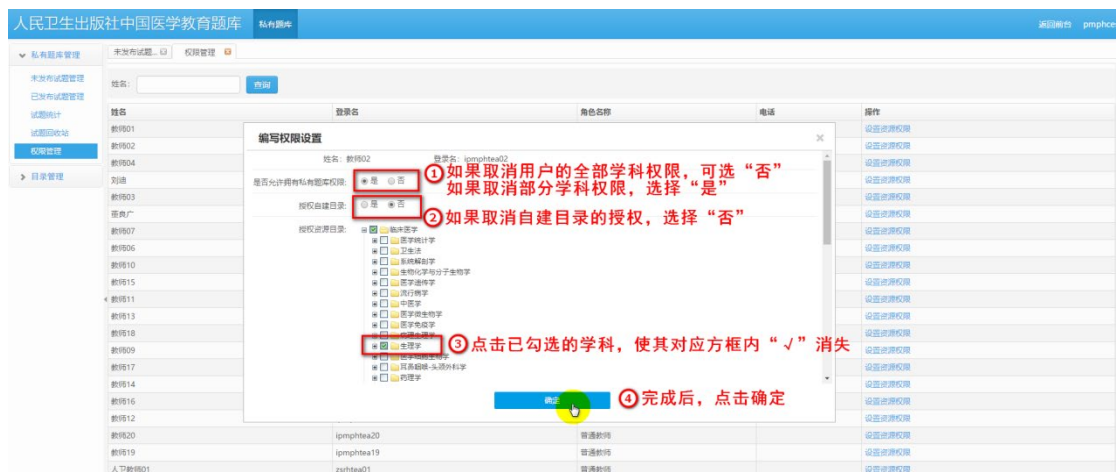 人民卫生出版社中国医学教育题库 私有题库 返回前台 pmphce
私有题库管理 未发布试题... 权限管理
未发布试题管理
已发布试题管理
试题统计
试题回收站
权限管理
目录管理
姓名: 查询
姓名 登录名 角色名称 电话 操作
教师01 设置资源权限
教师02 设置资源权限
教师04 设置资源权限
刘迪 设置资源权限
教师03 设置资源权限
设置资源权限
教师07 设置资源权限
教师06 设置资源权限
教师10 设置资源权限
教师15 设置资源权限
教师11 设置资源权限
教师13 设置资源权限
教师18 设置资源权限
教师09 设置资源权限
教师17 设置资源权限
教师14 设置资源权限
教师16 设置资源权限
教师12 设置资源权限
教师20 ipmphtea20 普通教师 设置资源权限
教师19 ipmphtea19 普通教师 设置资源权限
人卫教师01 zsrhtea01 普通教师 设置资源权限
编写权限设置
姓名: 教师02 登录名: ipmphtea02
是否允许拥有私有题库权限: 是 否
①如果取消用户的全部学科权限，可选“否”
如果取消部分学科权限，选择“是”
授权自建目录: 是 否
②如果取消自建目录的授权，选择“否”
授权资源目录: 临床医学
医学统计学
卫生法
系统解剖学
生物化学与分子生物学
医学遗传学
流行病学
中医学
医学微生物学
医学免疫学
病理生理学
生理学
③点击已勾选的学科，使其对应方框内“√”消失
医学细胞生物学
耳鼻咽喉-头颈外科学
药理学
确定
④完成后，点击确定